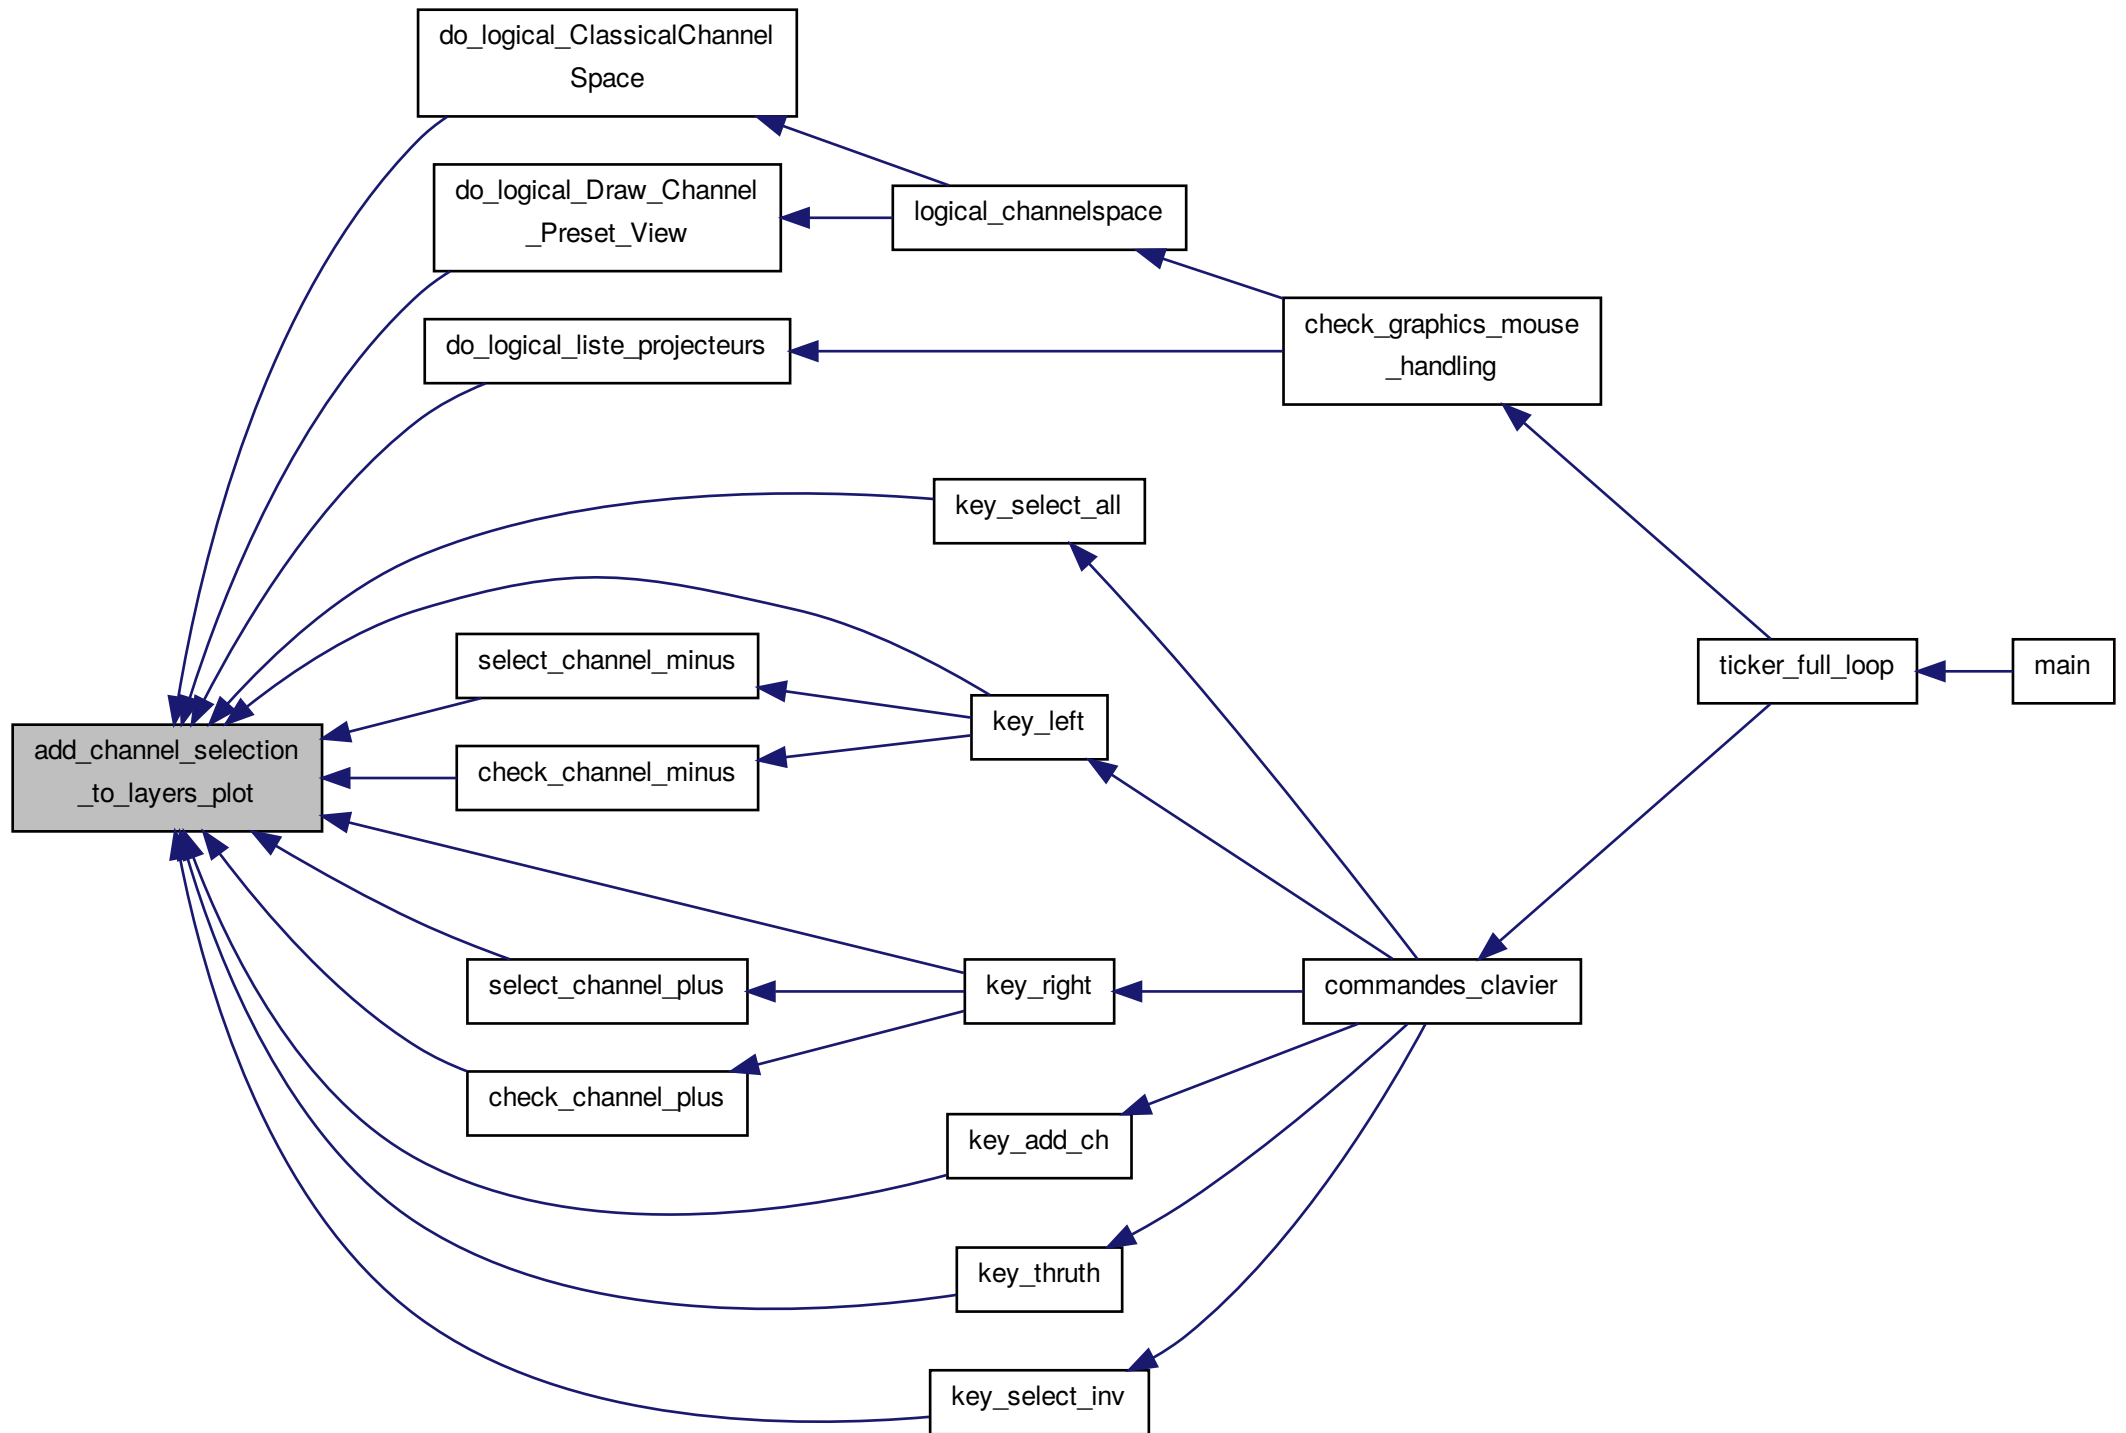 do_logical_ClassicalChannel
Space
do_logical_Draw_Channel
_Preset_View
logical_channelspace
do_logical_liste_projecteurs
check_graphics_mouse
_handling
key_select_all
select_channel_minus
key_left
check_channel_minus
add_channel_selection
_to_layers_plot
ticker_full_loop
main
select_channel_plus
key_right
commandes_clavier
check_channel_plus
key_add_ch
key_thruth
key_select_inv